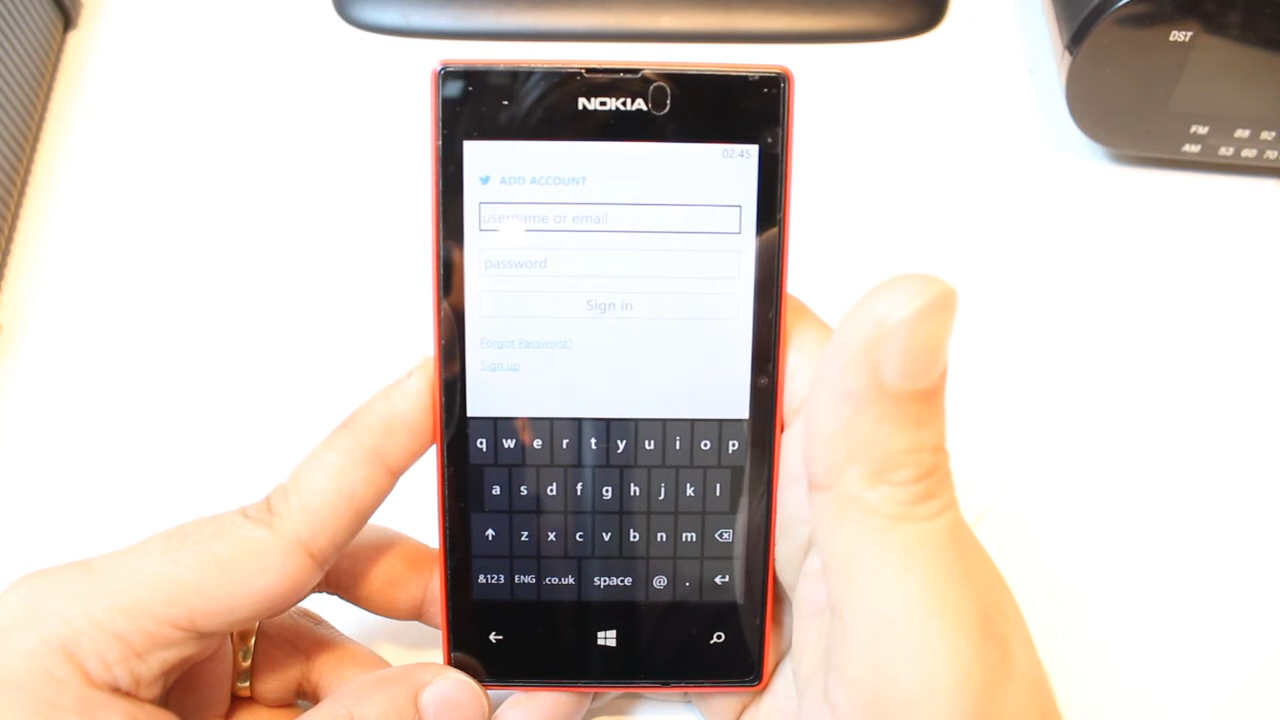 DST
FM 88 92
AM 53 60 70
NOKIA
02:45
ADD ACCOUNT
username or email
password
Sign in
Forgot Password?
Sign up
q w e r t y u i o p
a s d f g h j k l
z x c v b n m
&123 ENG .co.uk space @ .